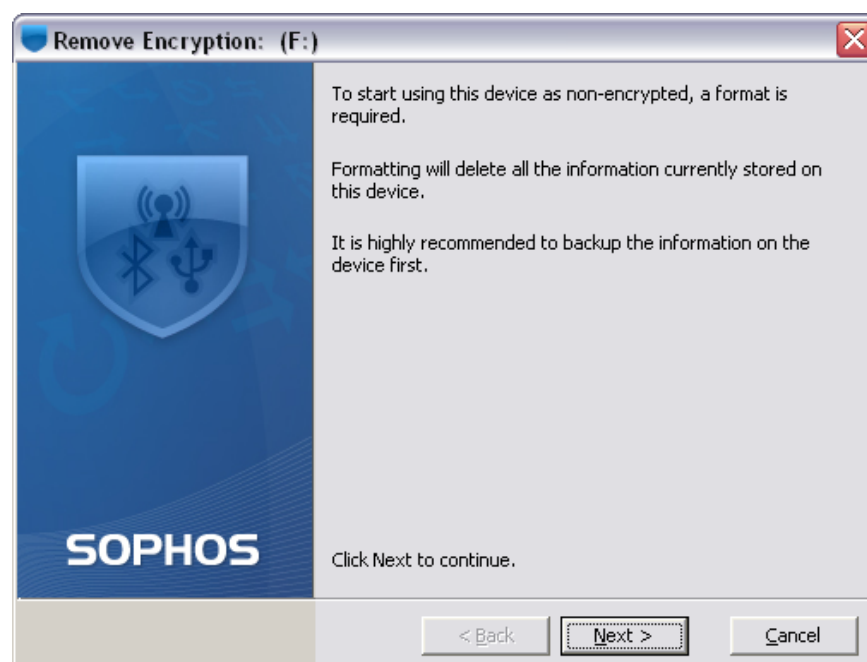 Remove Encryption: (F:)
To start using this device as non-encrypted, a format is
required.
Formatting will delete all the information currently stored on
this device.
It is highly recommended to backup the information on the
device first.
SOPHOS
Click Next to continue.
< Back
Next >
Cancel